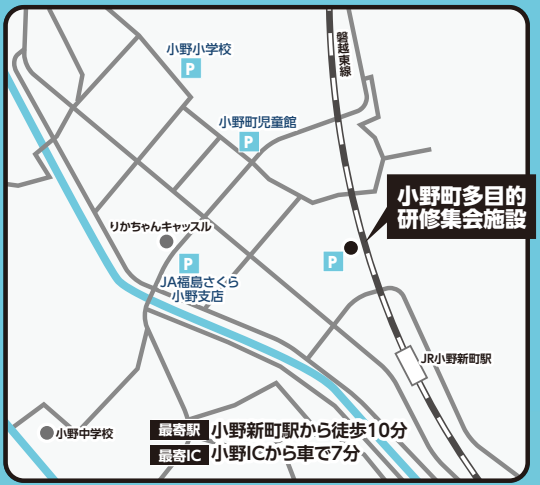 小野小学校
P
磐越東線
小野町児童館
P
小野町多目的
研修集会施設
りかちゃんキャッスル
P
P
JA福島さくら
小野支店
JR小野新町駅
小野中学校
最寄駅 小野新町駅から徒歩10分
最寄IC 小野ICから車で7分